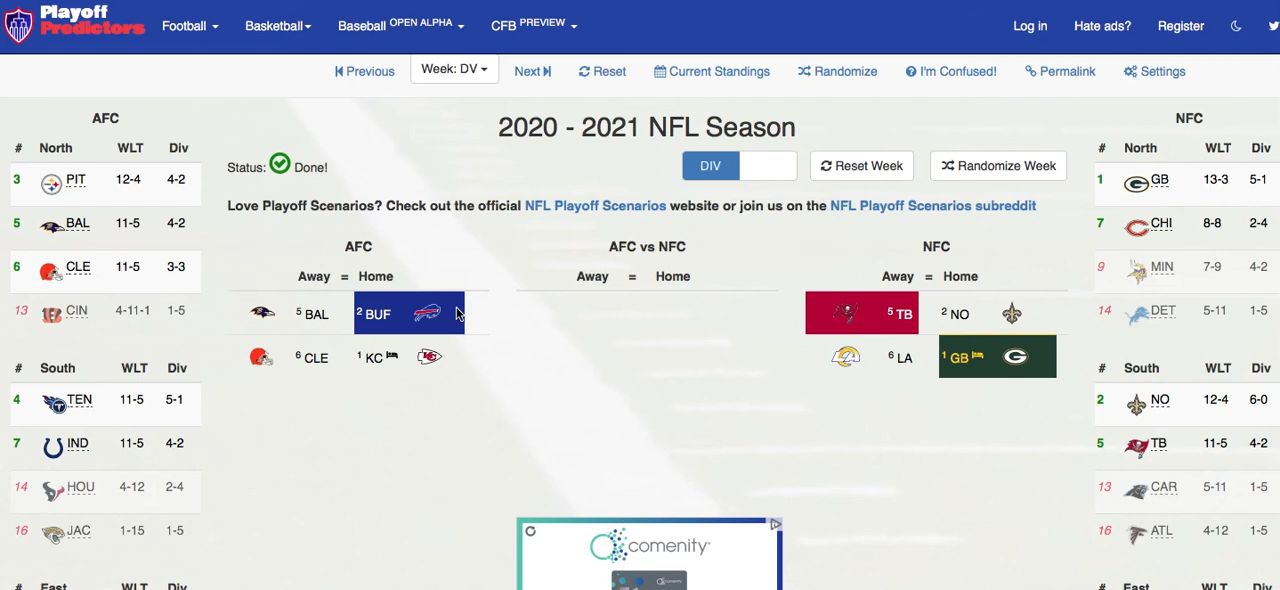 Playoff
Predictors
Football
Basketball
Baseball OPEN ALPHA
CFB PREVIEW
Log in
Hate ads?
Register
Previous
Week: DV
Next
Reset
Current Standings
Randomize
I'm Confused!
Permalink
Settings
AFC
# North WLT Div
3 PIT 12-4 4-2
5 BAL 11-5 4-2
6 CLE 11-5 3-3
13 CIN 4-11-1 1-5
# South WLT Div
4 TEN 11-5 5-1
7 IND 11-5 4-2
14 HOU 4-12 2-4
16 JAC 1-15 1-5
# East WLT Div
2020 - 2021 NFL Season
Status: Done!
DIV
Reset Week
Randomize Week
Love Playoff Scenarios? Check out the official NFL Playoff Scenarios website or join us on the NFL Playoff Scenarios subreddit
AFC
Away = Home
5 BAL 2 BUF
6 CLE 1 KC
AFC vs NFC
Away = Home
NFC
Away = Home
5 TB 2 NO
6 LA 1 GB
comenity
NFC
# North WLT Div
1 GB 13-3 5-1
7 CHI 8-8 2-4
9 MIN 7-9 4-2
14 DET 5-11 1-5
# South WLT Div
2 NO 12-4 6-0
5 TB 11-5 4-2
13 CAR 5-11 1-5
16 ATL 4-12 1-5
# East WLT Div